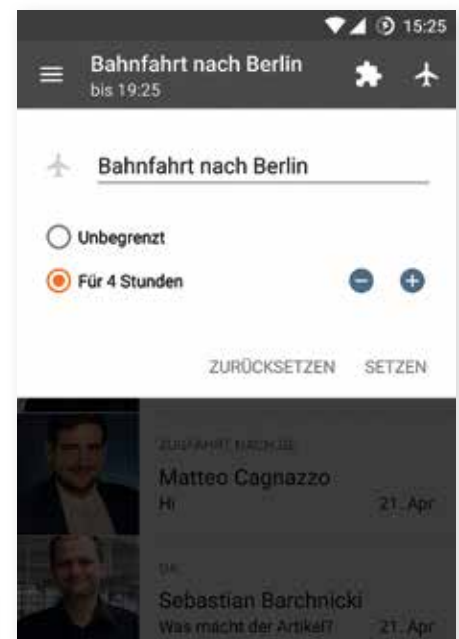 15:25
Bahnfahrt nach Berlin
bis 19:25
Bahnfahrt nach Berlin
Unbegrenzt
Für 4 Stunden
ZURÜCKSETZEN SETZEN
Matteo Cagnazzo
Hi 21. Apr
Sebastian Barchnicki
Was macht der Artikel? 21. Apr